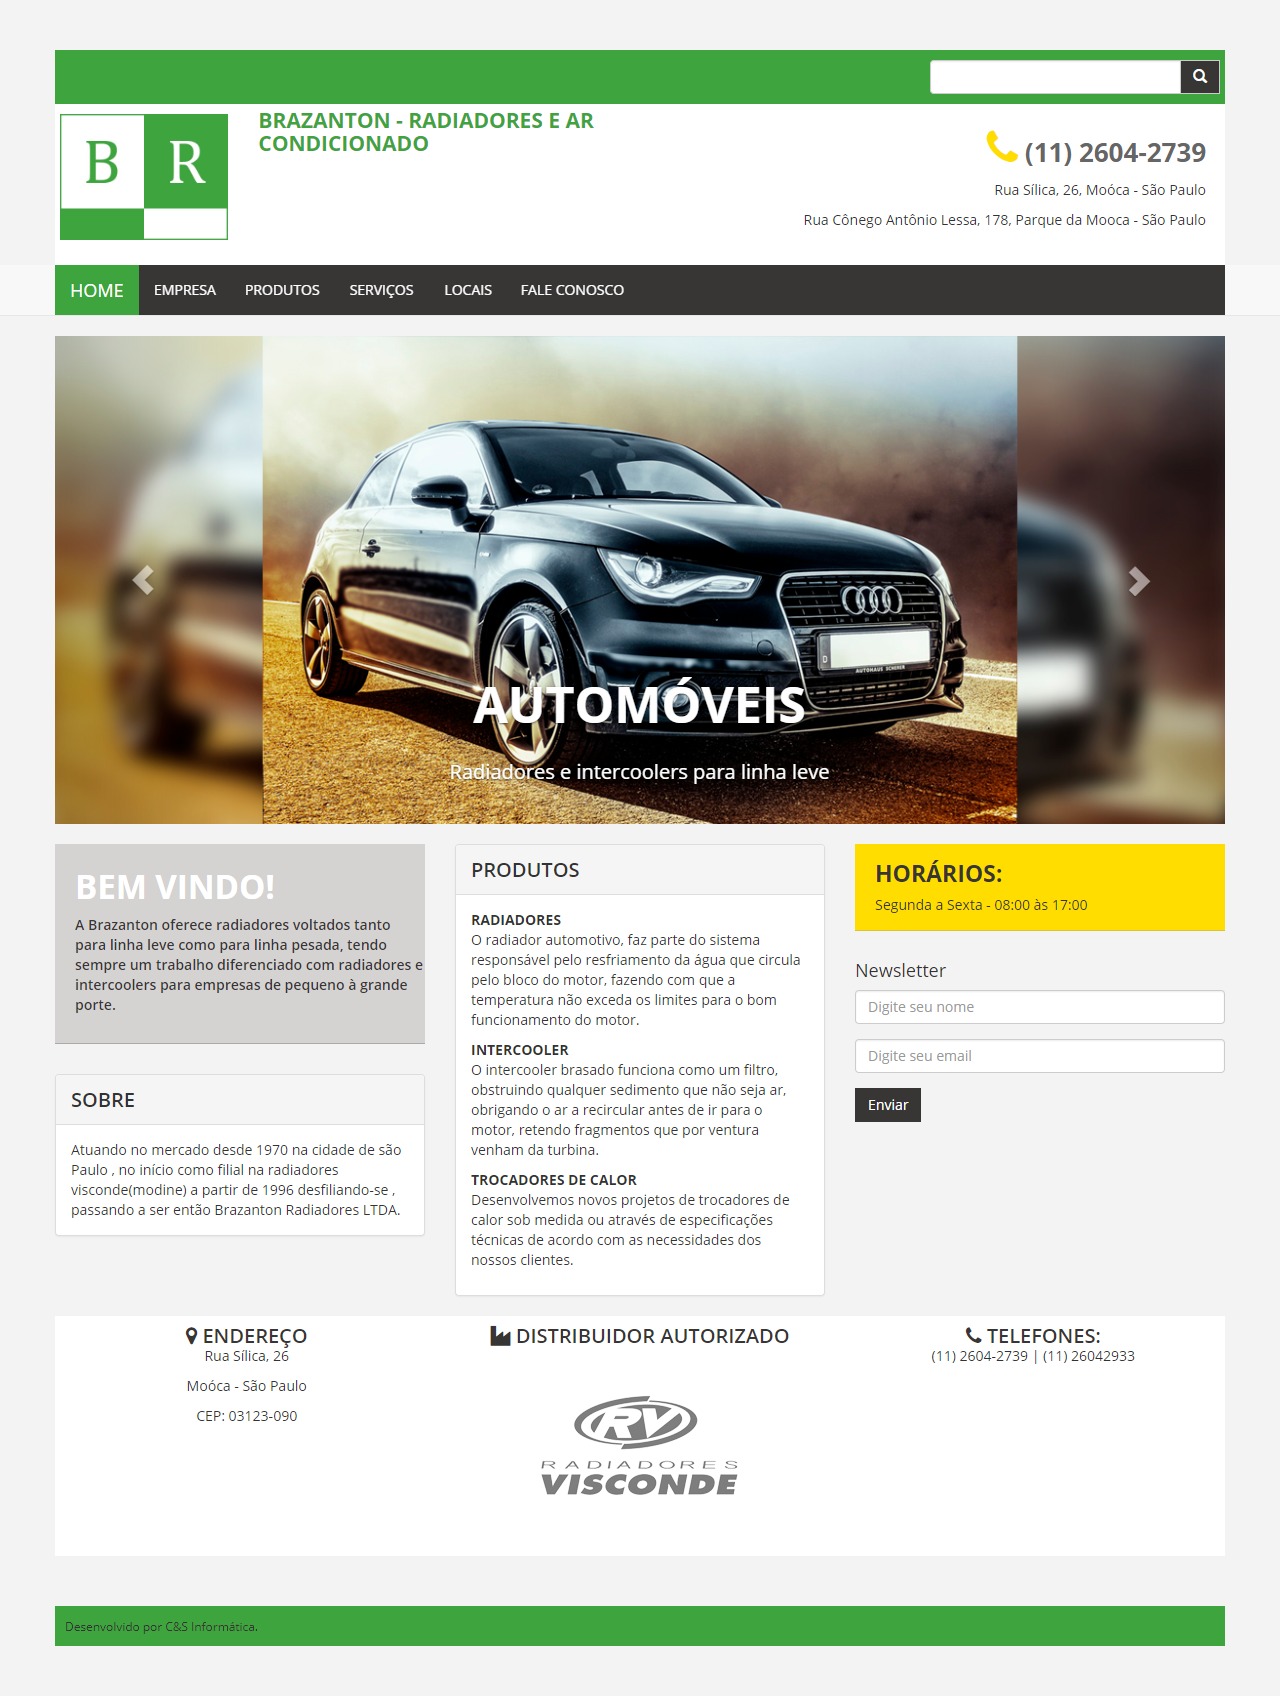 BRAZANTON - RADIADORES E AR
CONDICIONADO
B R
(11) 2604-2739
Rua Sílica, 26, Moóca - São Paulo
Rua Cônego Antônio Lessa, 178, Parque da Mooca - São Paulo
HOME EMPRESA PRODUTOS SERVIÇOS LOCAIS FALE CONOSCO
D AUTOHAUS SCHERER
AUTOMÓVEIS
Radiadores e intercoolers para linha leve
BEM VINDO!
A Brazanton oferece radiadores voltados tanto
para linha leve como para linha pesada, tendo
sempre um trabalho diferenciado com radiadores e
intercoolers para empresas de pequeno à grande
porte.
SOBRE
Atuando no mercado desde 1970 na cidade de são
Paulo , no início como filial na radiadores
visconde(modine) a partir de 1996 desfiliando-se ,
passando a ser então Brazanton Radiadores LTDA.
PRODUTOS
RADIADORES
O radiador automotivo, faz parte do sistema
responsável pelo resfriamento da água que circula
pelo bloco do motor, fazendo com que a
temperatura não exceda os limites para o bom
funcionamento do motor.
INTERCOOLER
O intercooler brasado funciona como um filtro,
obstruindo qualquer sedimento que não seja ar,
obrigando o ar a recircular antes de ir para o
motor, retendo fragmentos que por ventura
venham da turbina.
TROCADORES DE CALOR
Desenvolvemos novos projetos de trocadores de
calor sob medida ou através de especificações
técnicas de acordo com as necessidades dos
nossos clientes.
HORÁRIOS:
Segunda a Sexta - 08:00 às 17:00
Newsletter
Digite seu nome
Digite seu email
Enviar
ENDEREÇO
Rua Sílica, 26
Moóca - São Paulo
CEP: 03123-090
DISTRIBUIDOR AUTORIZADO
RV
RADIADORES
VISCONDE
TELEFONES:
(11) 2604-2739 | (11) 26042933
Desenvolvido por C&S Informática.